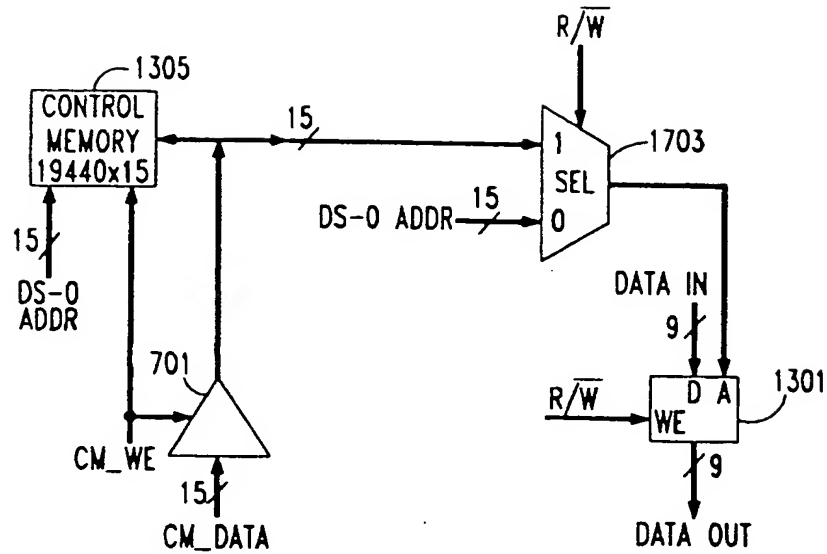 R/W̅
1305
CONTROL
MEMORY
19440x15
15
1
SEL
0
1703
DS-0 ADDR
15
15
DS-0
ADDR
DATA IN
9
701
D A
1301
R/W̅
WE
CM_WE
9
15
CM_DATA
DATA OUT